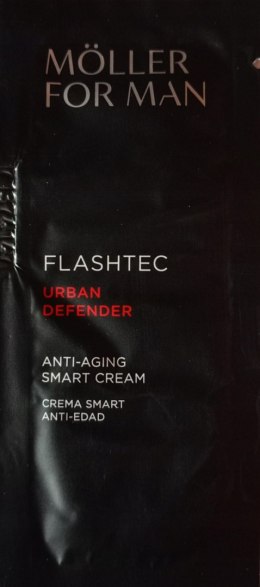 MÖLLER
FOR MAN
FLASHTEC
URBAN
DEFENDER
ANTI-AGING
SMART CREAM
CREMA SMART
ANTI-EDAD